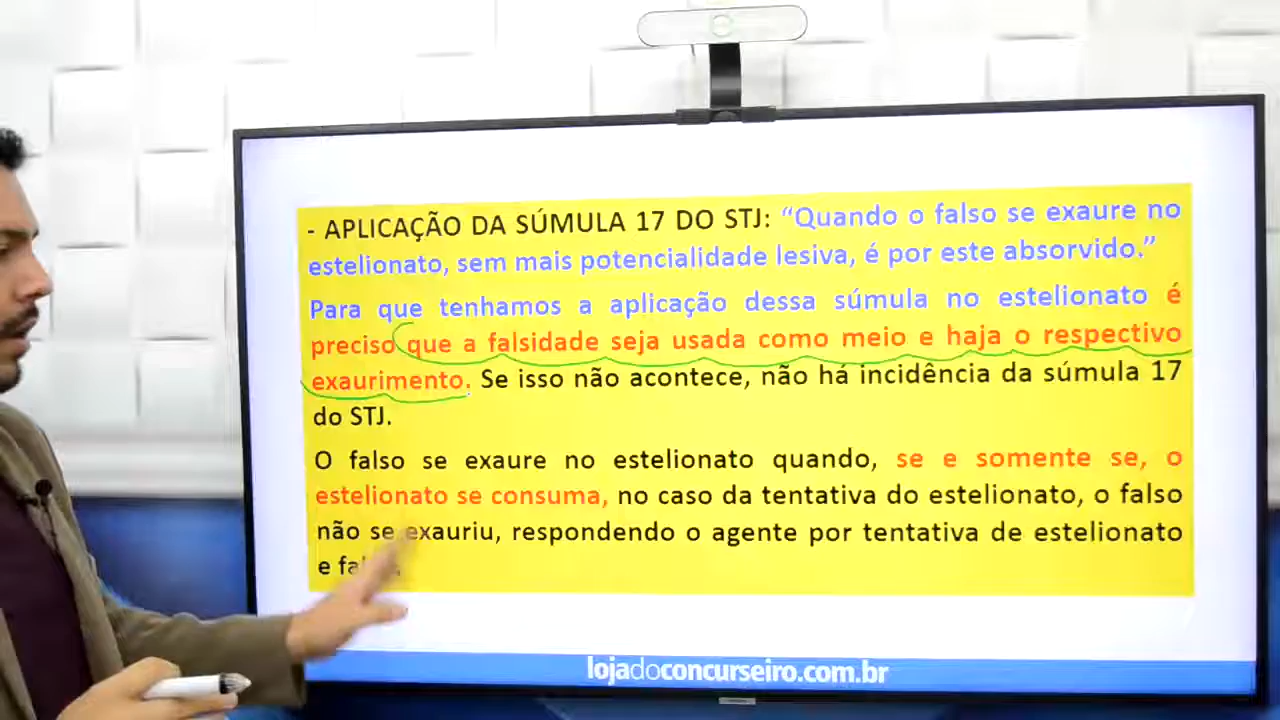 - APLICAÇÃO DA SÚMULA 17 DO STJ: “Quando o falso se exaure no
estelionato, sem mais potencialidade lesiva, é por este absorvido.”
Para que tenhamos a aplicação dessa súmula no estelionato é
preciso que a falsidade seja usada como meio e haja o respectivo
exaurimento. Se isso não acontece, não há incidência da súmula 17
do STJ.
O falso se exaure no estelionato quando, se e somente se, o
estelionato se consuma, no caso da tentativa do estelionato, o falso
não se exauriu, respondendo o agente por tentativa de estelionato
e
lojadoconcurseiro.com.br